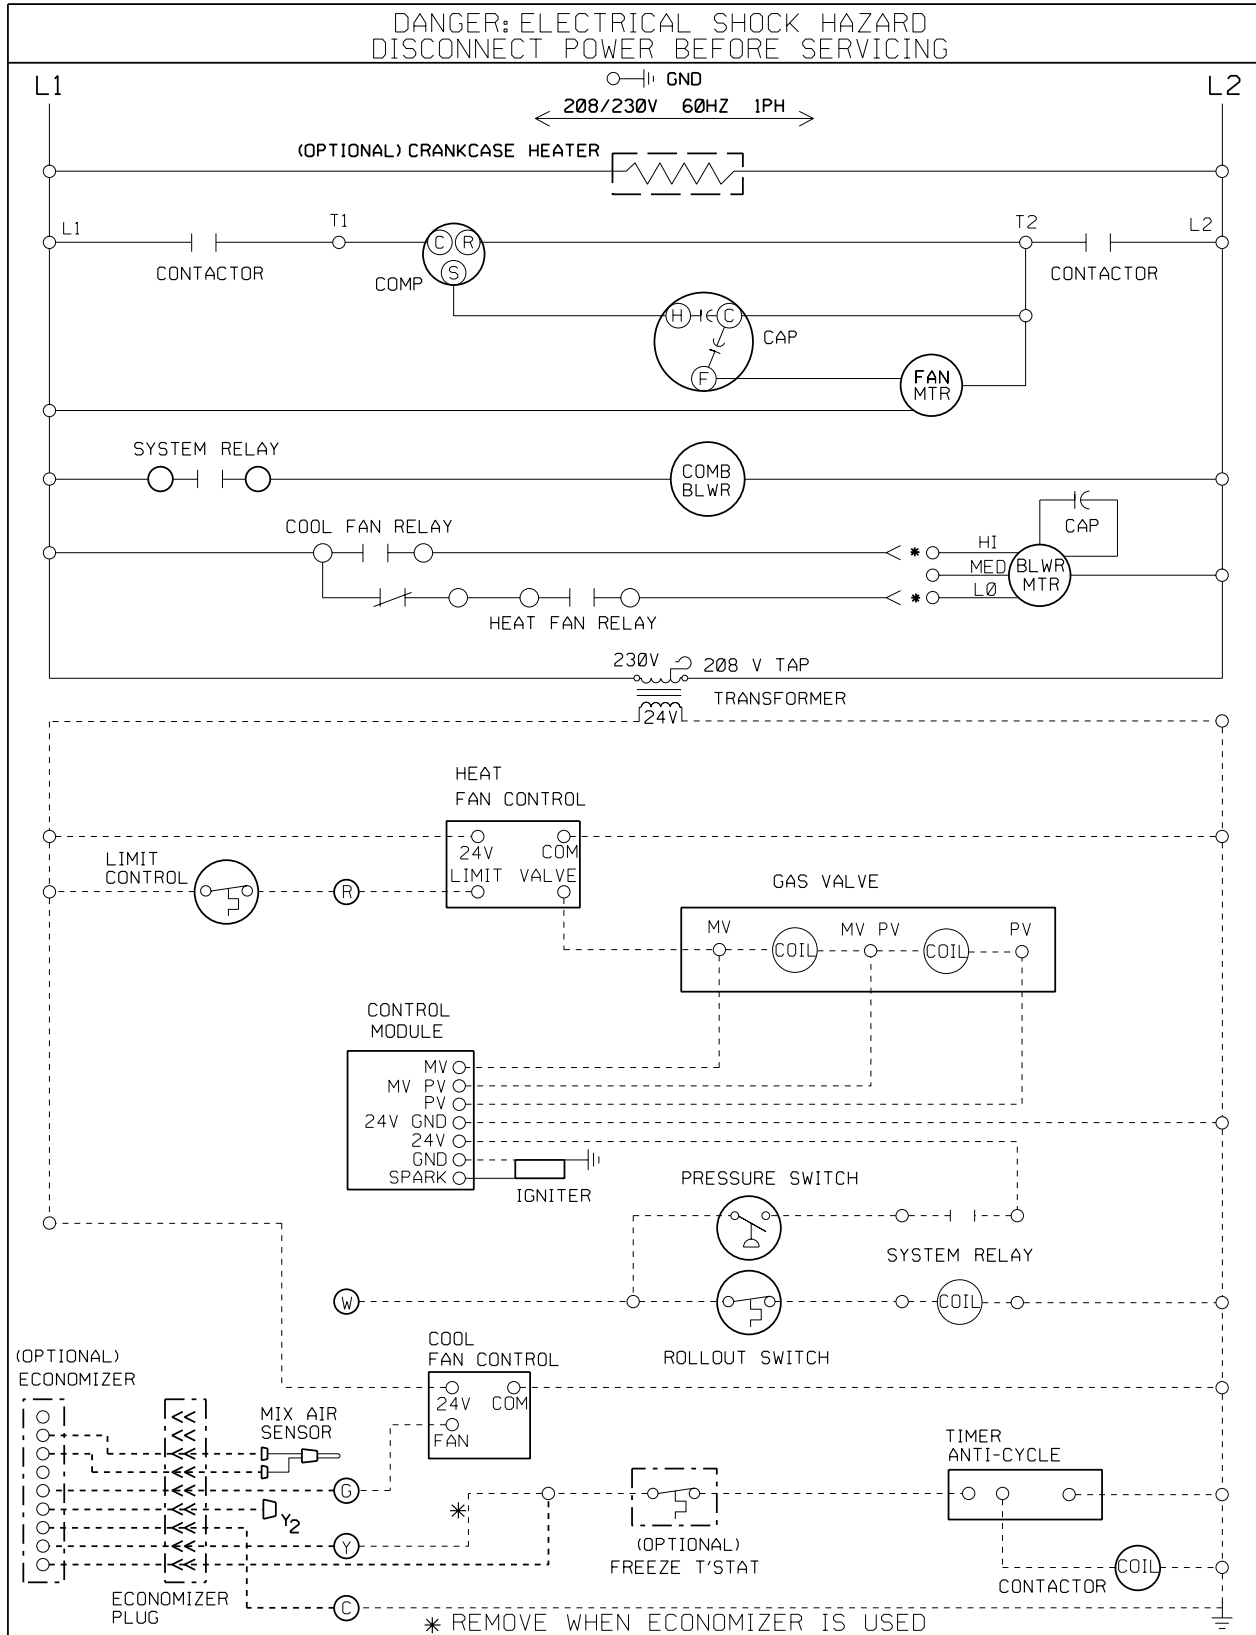 DANGER: ELECTRICAL SHOCK HAZARD
DISCONNECT POWER BEFORE SERVICING
L1
GND
L2
208/230V 60HZ 1PH
(OPTIONAL) CRANKCASE HEATER
L1
T1
C
R
T2
L2
CONTACTOR
COMP
S
CONTACTOR
H
C
CAP
F
FAN
MTR
SYSTEM RELAY
COMB
BLWR
CAP
COOL FAN RELAY
* HI
MED
BLWR
MTR
* LØ
HEAT FAN RELAY
230V
208 V TAP
TRANSFORMER
24V
HEAT
FAN CONTROL
24V
COM
LIMIT
CONTROL
R
LIMIT
VALVE
GAS VALVE
MV
COIL
MV PV
COIL
PV
CONTROL
MODULE
MV
MV PV
PV
24V GND
24V
GND
SPARK
IGNITER
PRESSURE SWITCH
SYSTEM RELAY
W
COIL
ROLLOUT SWITCH
COOL
FAN CONTROL
24V
COM
FAN
(OPTIONAL)
ECONOMIZER
MIX AIR
SENSOR
G
Y2
Y
C
ECONOMIZER
PLUG
*
(OPTIONAL)
FREEZE T'STAT
TIMER
ANTI-CYCLE
CONTACTOR
COIL
* REMOVE WHEN ECONOMIZER IS USED